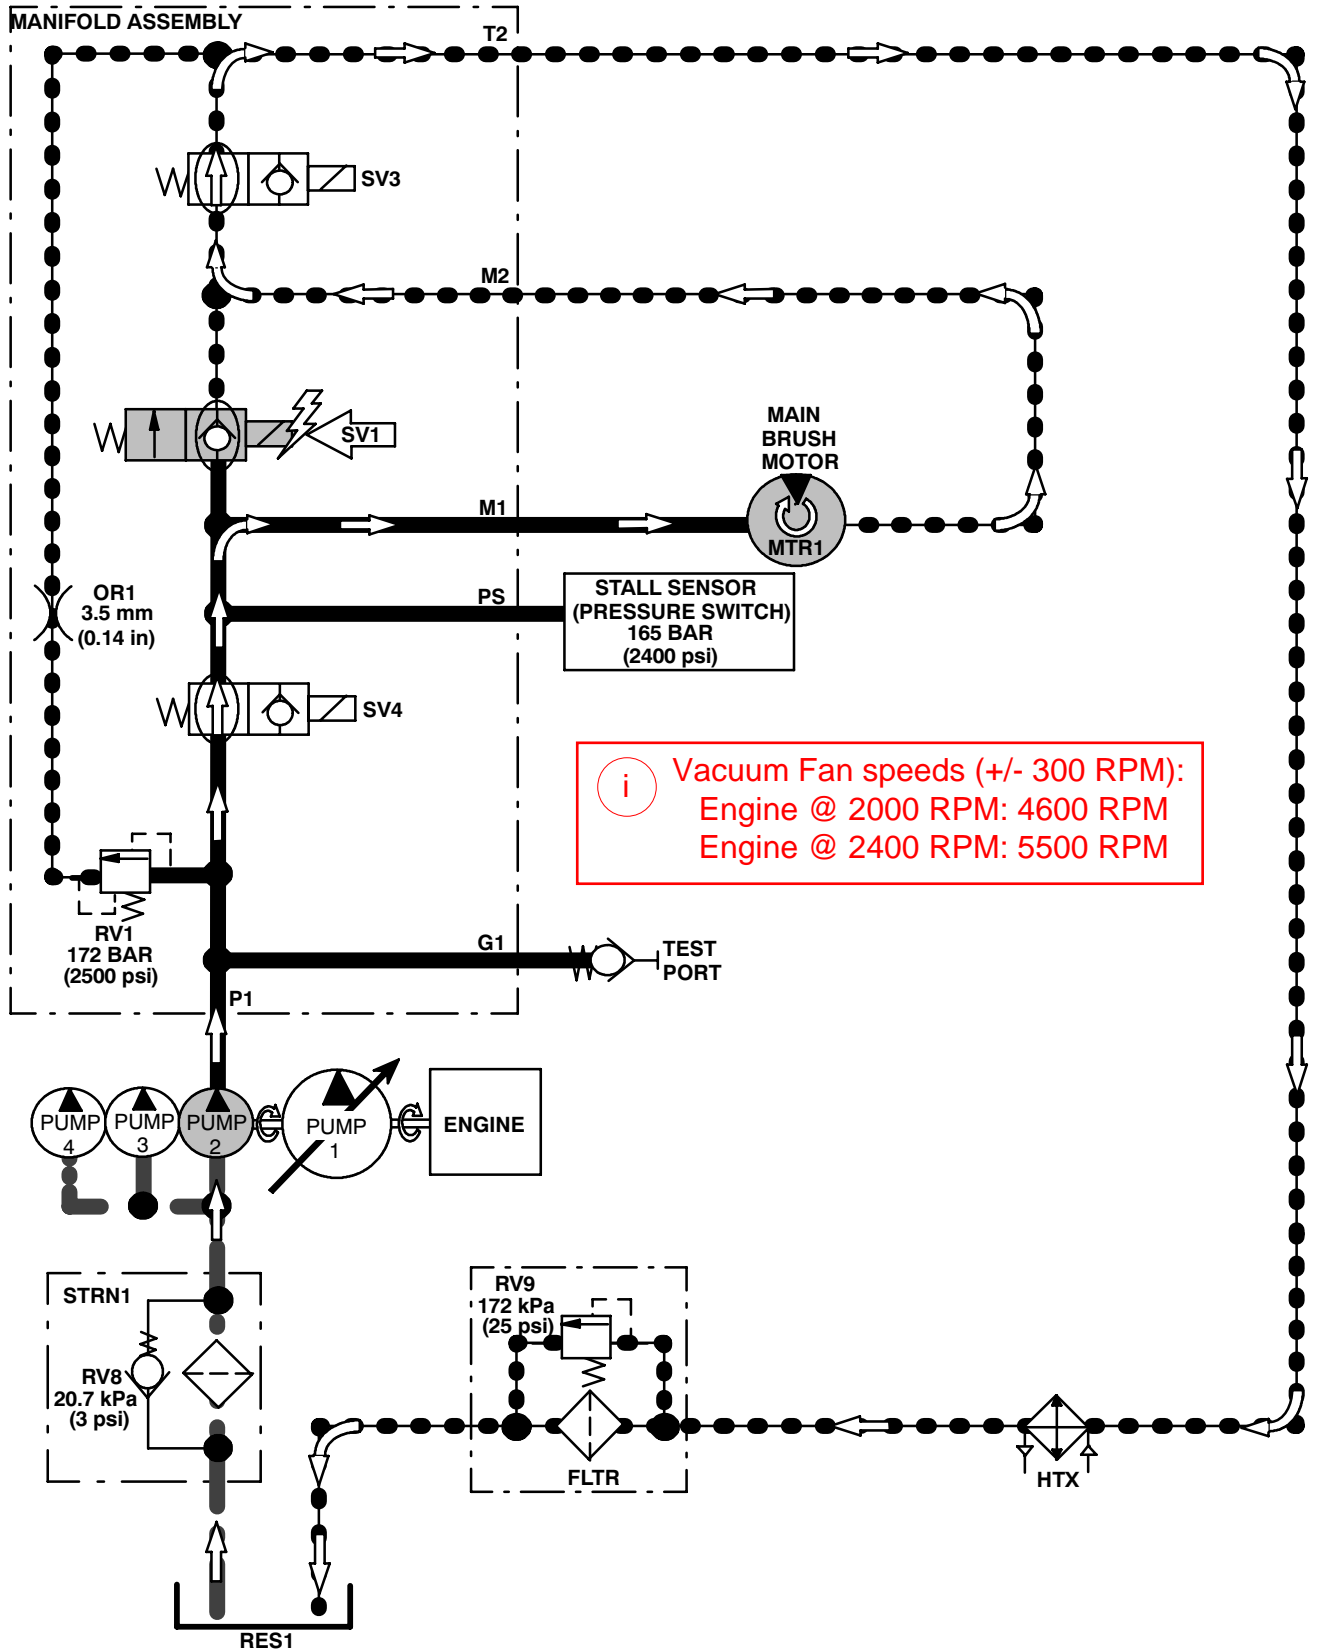 MANIFOLD ASSEMBLY
T2
SV3
M2
SV1
MAIN
BRUSH
MOTOR
M1
MTR1
OR1
3.5 mm
(0.14 in)
PS
STALL SENSOR
(PRESSURE SWITCH)
165 BAR
(2400 psi)
SV4
i
Vacuum Fan speeds (+/- 300 RPM):
Engine @ 2000 RPM: 4600 RPM
Engine @ 2400 RPM: 5500 RPM
RV1
172 BAR
(2500 psi)
G1
TEST
PORT
P1
PUMP
4
PUMP
3
PUMP
2
PUMP
1
ENGINE
STRN1
RV8
20.7 kPa
(3 psi)
RV9
172 kPa
(25 psi)
FLTR
HTX
RES1